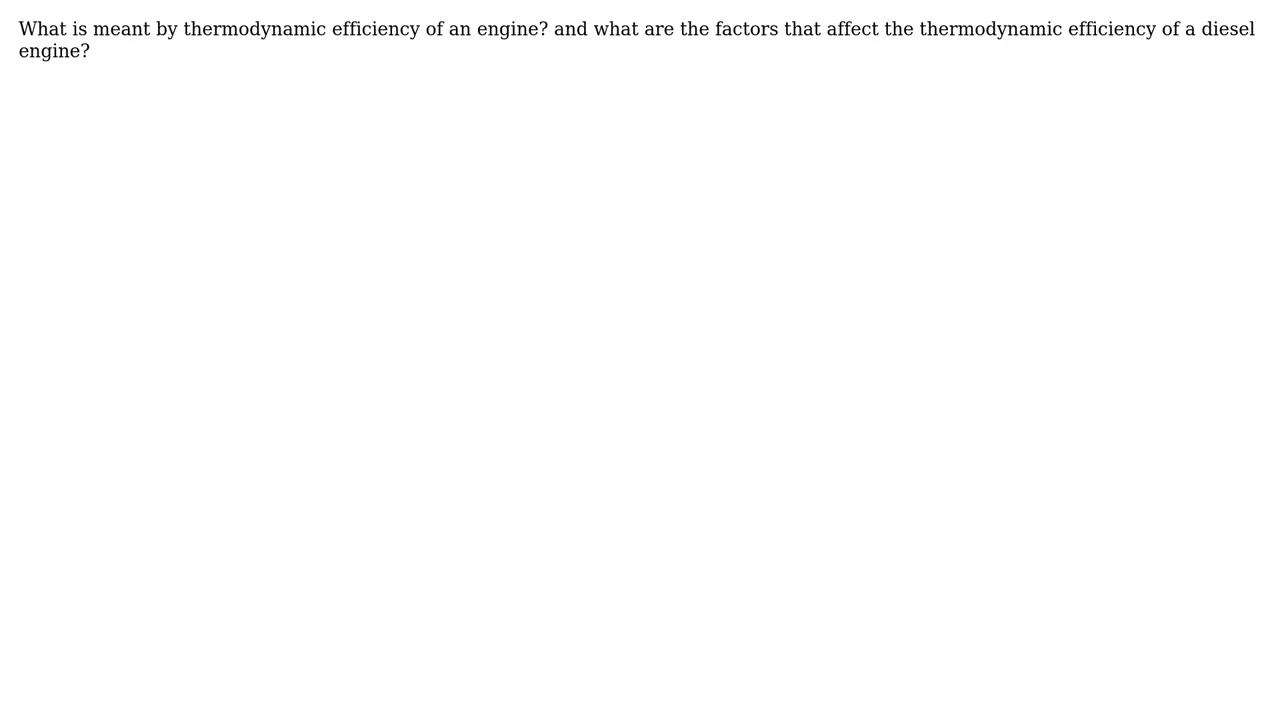 What is meant by thermodynamic efficiency of an engine? and what are the factors that affect the thermodynamic efficiency of a diesel
engine?